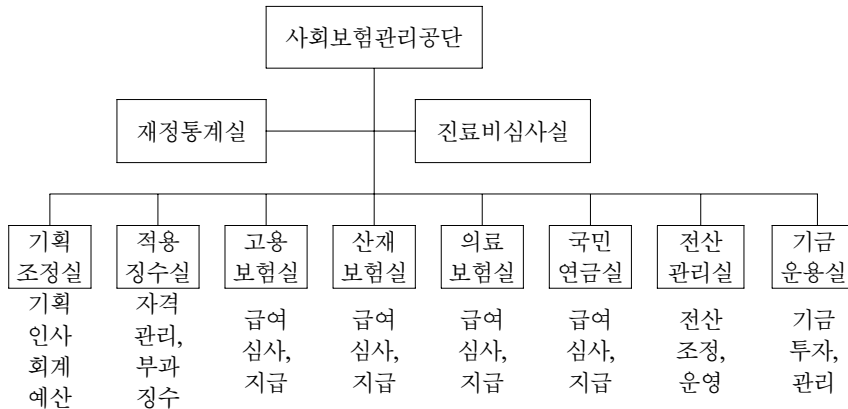 사회보험관리공단
재정통계실
진료비심사실
기획
조정실
적용
징수실
고용
보험실
산재
보험실
의료
보험실
국민
연금실
전산
관리실
기금
운용실
기획
인사
회계
예산
자격
관리,
부과
징수
급여
심사,
지급
급여
심사,
지급
급여
심사,
지급
급여
심사,
지급
전산
조정,
운영
기금
투자,
관리